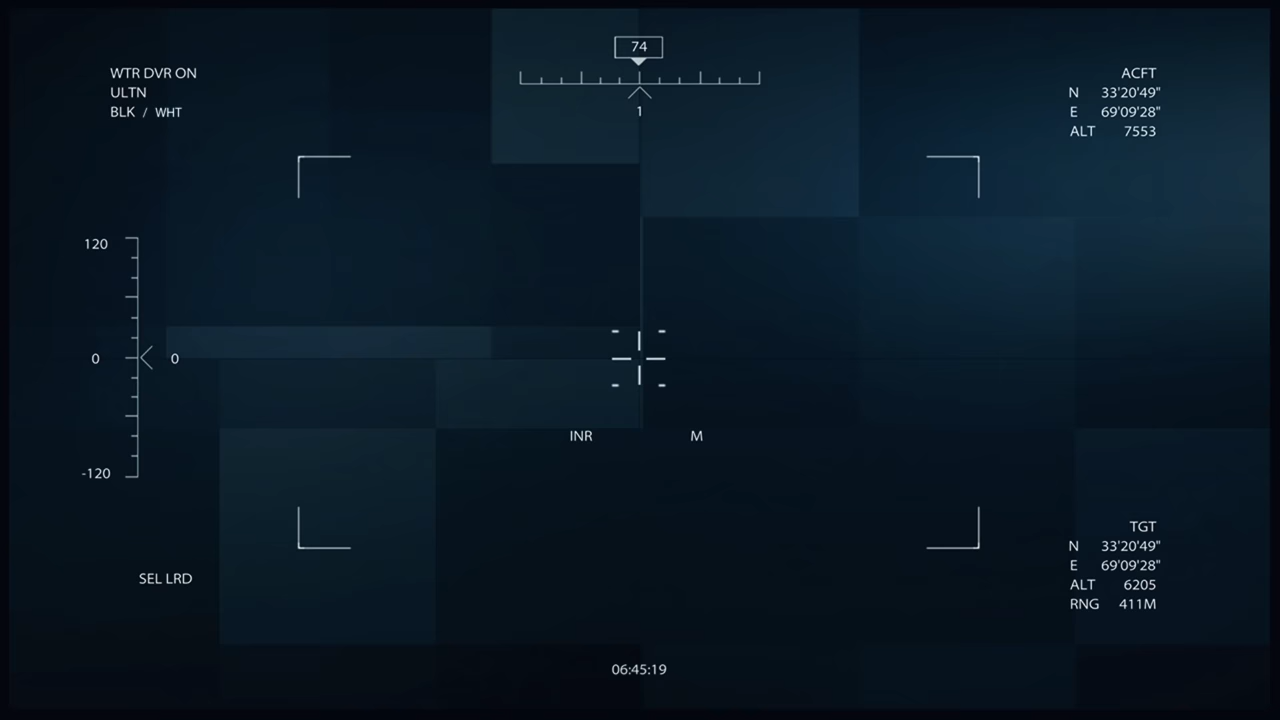 74
WTR DVR ON
ULTN
BLK / WHT
1
ACFT
N 33'20'49"
E 69'09'28"
ALT 7553
120
0
0
-120
INR M
SEL LRD
TGT
N 33'20'49"
E 69'09'28"
ALT 6205
RNG 411M
06:45:19